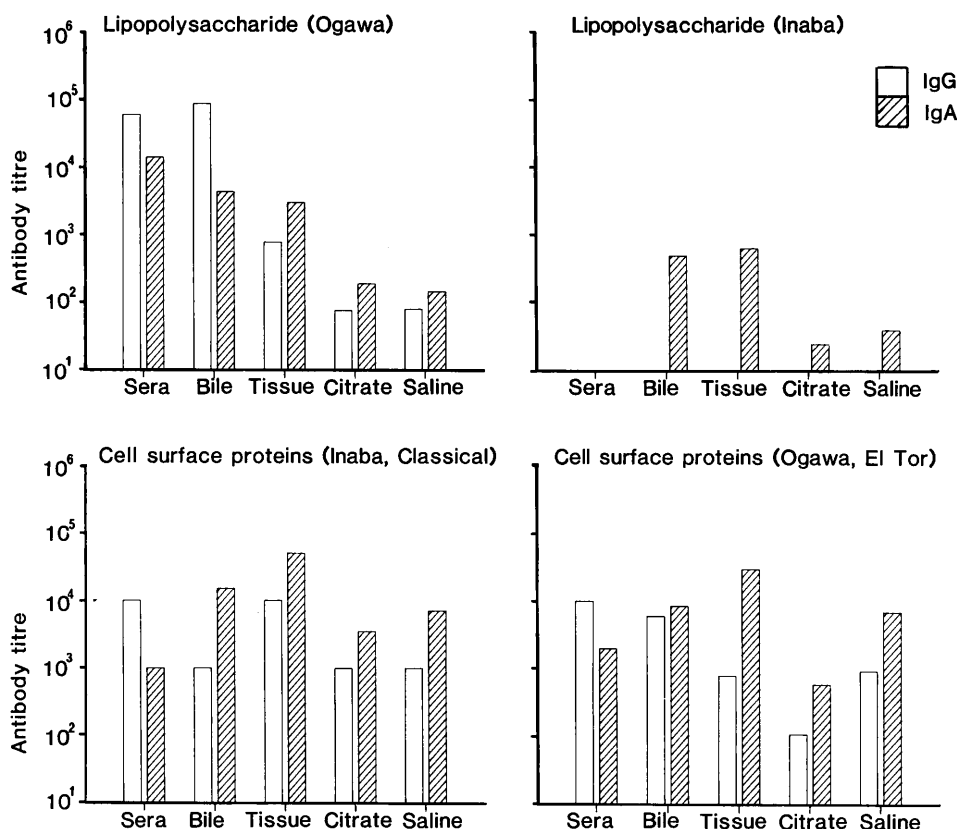 Lipopolysaccharide (Ogawa)
10⁶
10⁵
10⁴
10³
10²
10¹
Antibody titre
Sera Bile Tissue Citrate Saline
Lipopolysaccharide (Inaba)
IgG
IgA
Sera Bile Tissue Citrate Saline
Cell surface proteins (Inaba, Classical)
10⁶
10⁵
10⁴
10³
10²
10¹
Antibody titre
Sera Bile Tissue Citrate Saline
Cell surface proteins (Ogawa, El Tor)
Sera Bile Tissue Citrate Saline